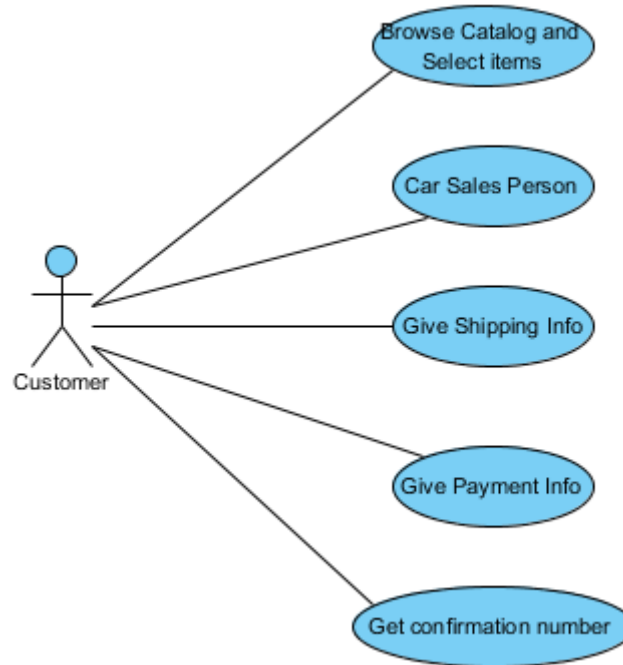 Browse Catalog and
Select items
Car Sales Person
Give Shipping Info
Customer
Give Payment Info
Get confirmation number